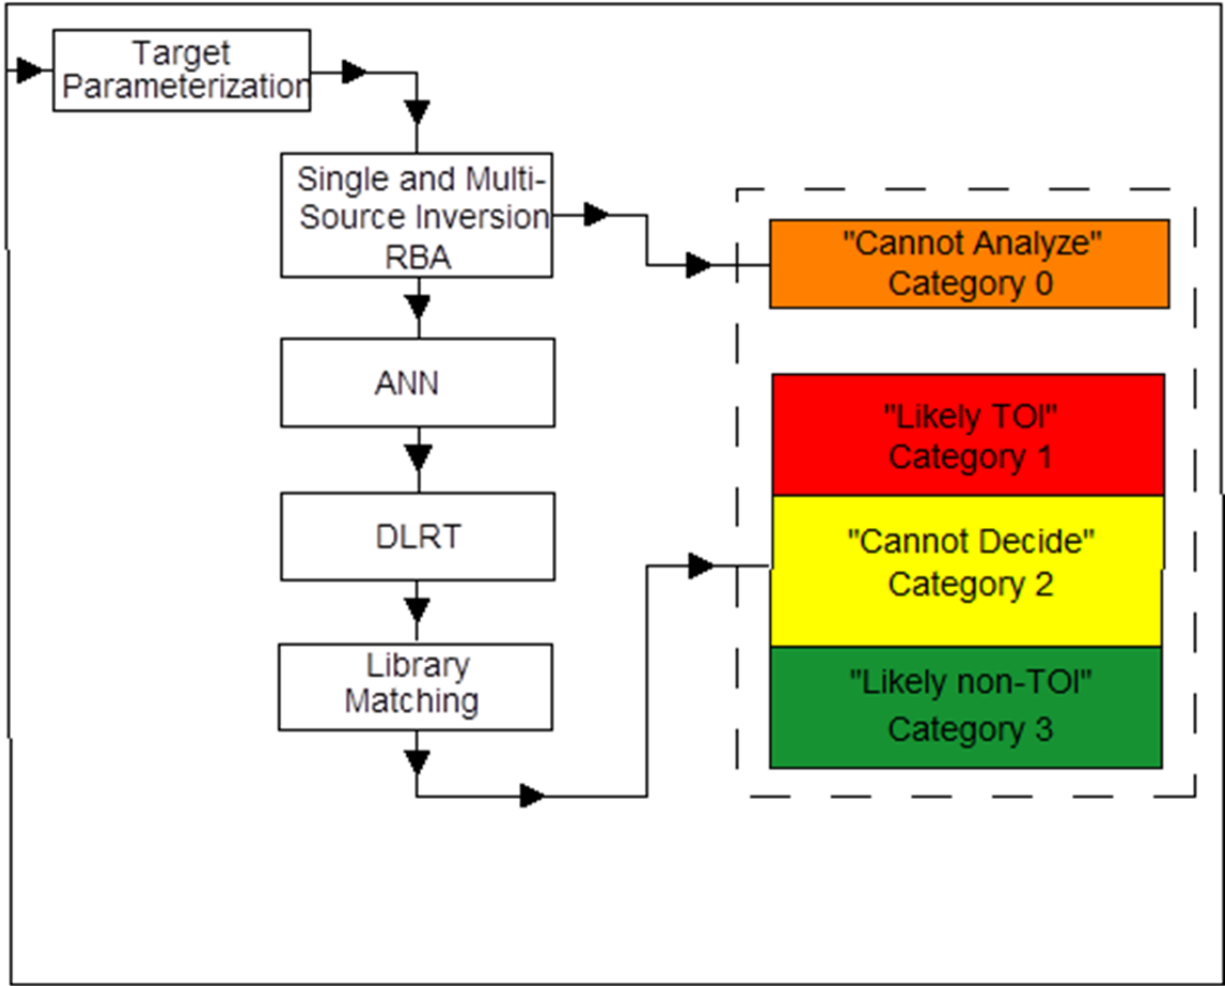 Target
Parameterization
Single and Multi-
Source Inversion
RBA
"Cannot Analyze"
Category 0
ANN
"Likely TOI"
Category 1
DLRT
"Cannot Decide"
Category 2
Library
Matching
"Likely non-TOI"
Category 3